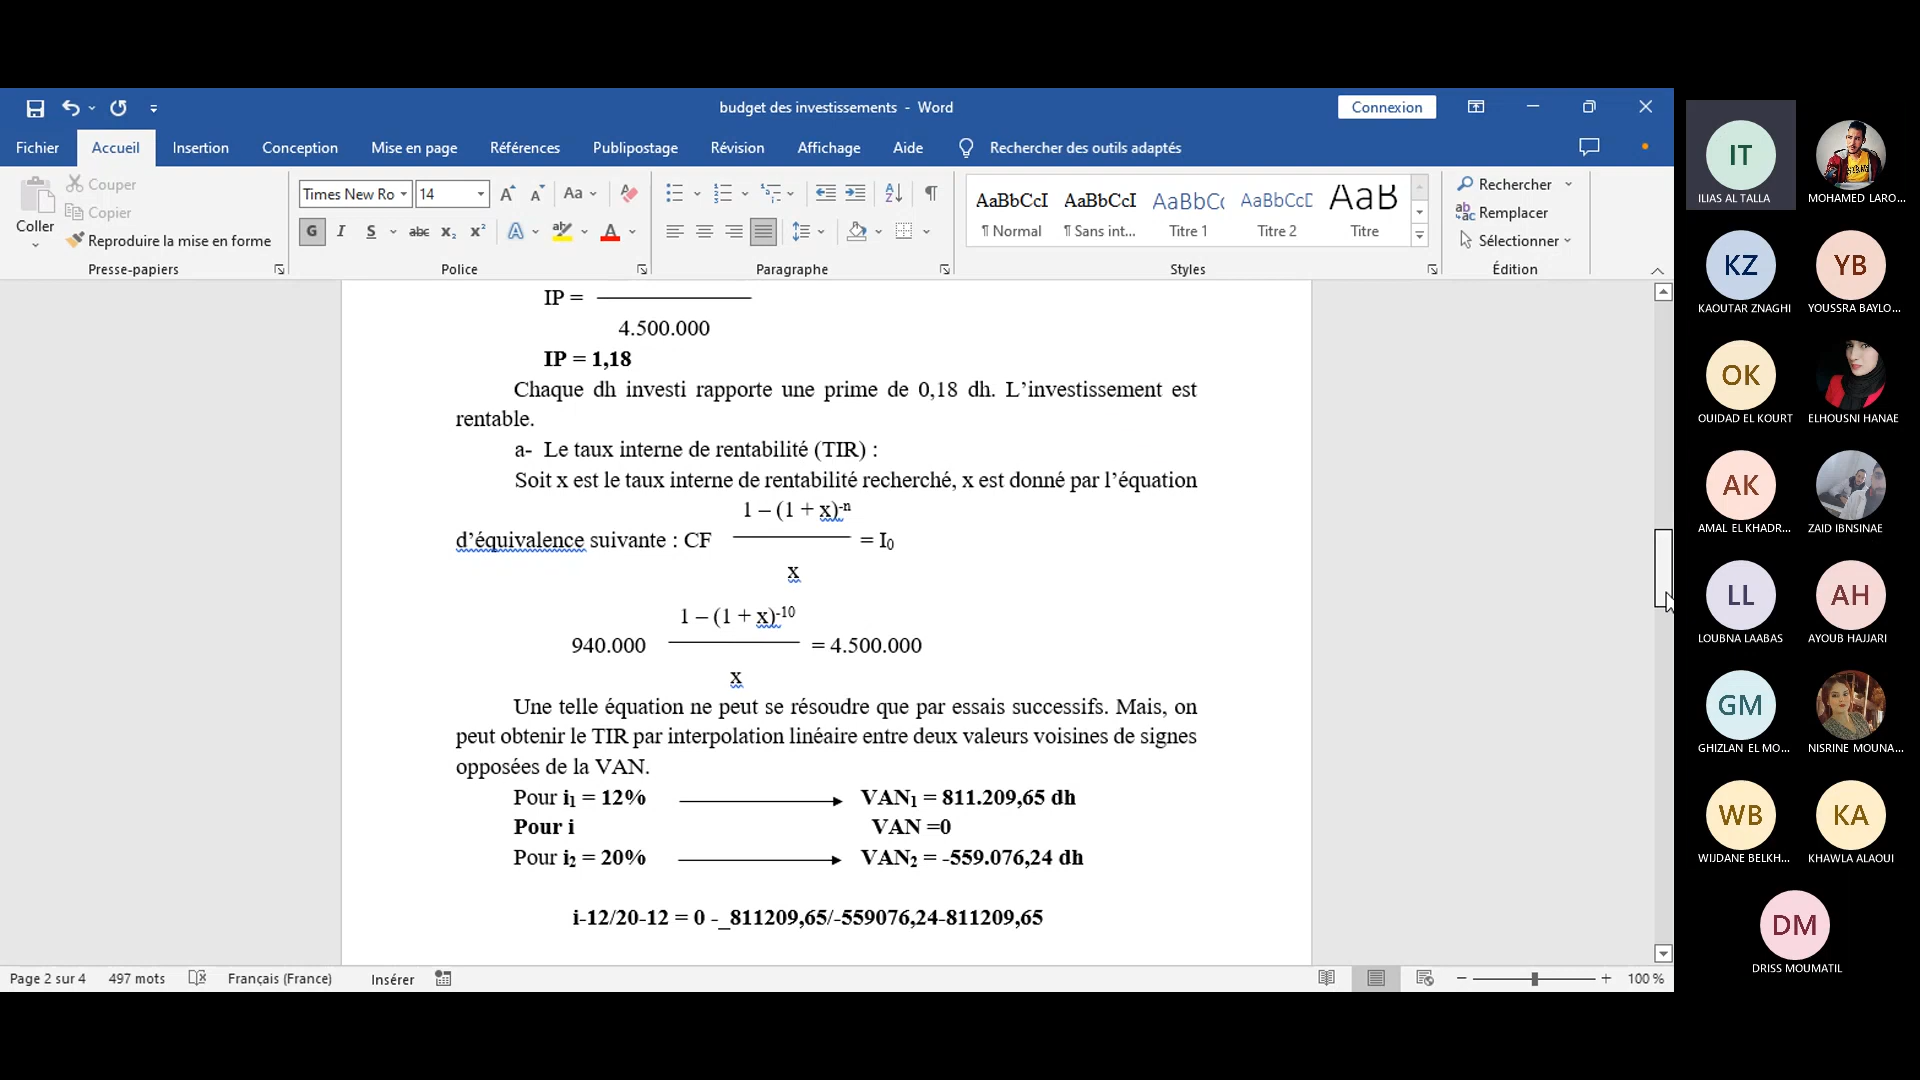 budget des investissements - Word
Connexion
Fichier
Accueil
Insertion
Conception
Mise en page
Références
Publipostage
Révision
Affichage
Aide
Rechercher des outils adaptés
Coller
Couper
Copier
Reproduire la mise en forme
Presse-papiers
Times New Ro
14
Aa
G I S abc x₂ x²
Police
Paragraphe
AaBbCcI
¶ Normal
AaBbCcI
¶ Sans int...
AaBbCc
Titre 1
AaBbCcD
Titre 2
AaB
Titre
Styles
Rechercher
Remplacer
Sélectionner
Édition
IP =
4.500.000
IP = 1,18
Chaque dh investi rapporte une prime de 0,18 dh. L’investissement est
rentable.
a- Le taux interne de rentabilité (TIR) :
Soit x est le taux interne de rentabilité recherché, x est donné par l’équation
1 – (1 + x)⁻ⁿ
d’équivalence suivante : CF = I₀
x
1 – (1 + x)⁻¹⁰
940.000 = 4.500.000
x
Une telle équation ne peut se résoudre que par essais successifs. Mais, on
peut obtenir le TIR par interpolation linéaire entre deux valeurs voisines de signes
opposées de la VAN.
Pour i₁ = 12% VAN₁ = 811.209,65 dh
Pour i VAN =0
Pour i₂ = 20% VAN₂ = -559.076,24 dh
i-12/20-12 = 0 -_811209,65/-559076,24-811209,65
Page 2 sur 4
497 mots
Français (France)
Insérer
100 %
IT
ILIAS AL TALLA
MOHAMED LARO...
KZ
KAOUTAR ZNAGHI
YB
YOUSSRA BAYLO...
OK
OUIDAD EL KOURT
ELHOUSNI HANAE
AK
AMAL EL KHADR...
ZAID IBNSINAE
LL
LOUBNA LAABAS
AH
AYOUB HAJJARI
GM
GHIZLAN EL MO...
NISRINE MOUNA...
WB
WIJDANE BELKH...
KA
KHAWLA ALAOUI
DM
DRISS MOUMATIL